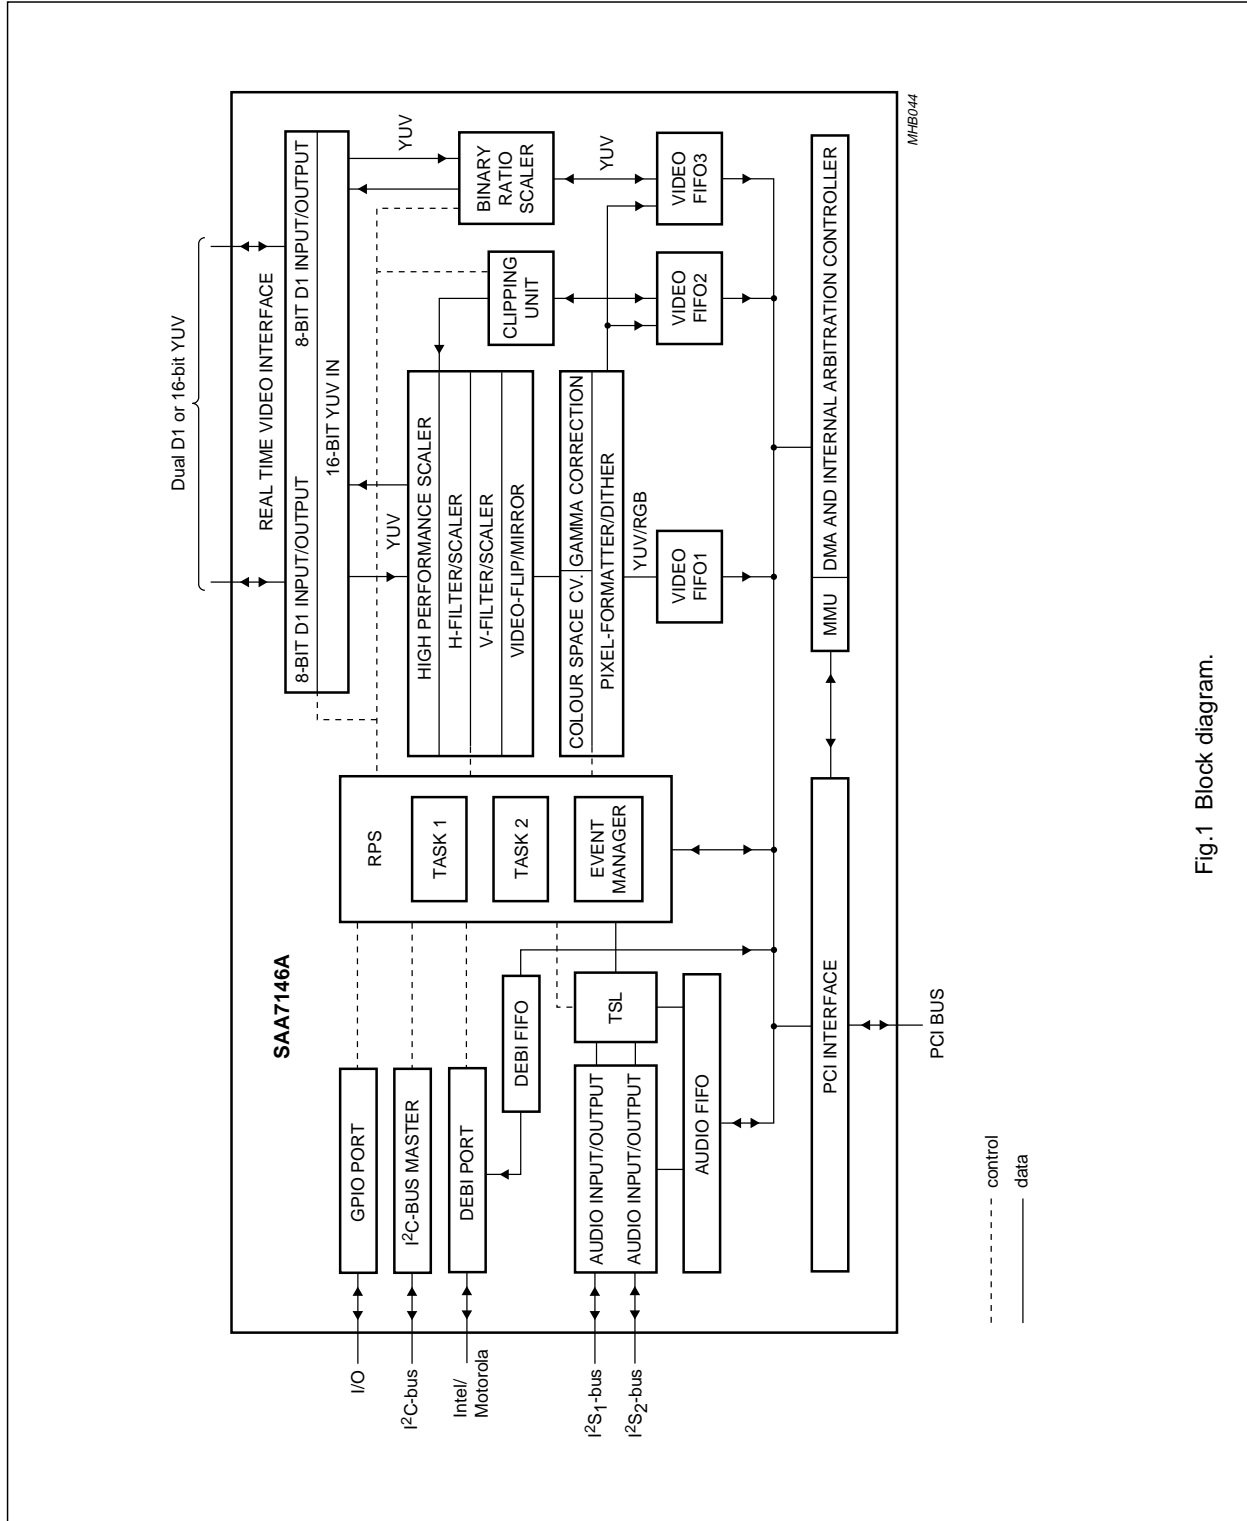 Dual D1 or 16-bit YUV
REAL TIME VIDEO INTERFACE
8-BIT D1 INPUT/OUTPUT
8-BIT D1 INPUT/OUTPUT
16-BIT YUV IN
SAA7146A
I/O
GPIO PORT
I²C-bus
I²C-BUS MASTER
Intel/
Motorola
DEBI PORT
DEBI FIFO
I²S1-bus
AUDIO INPUT/OUTPUT
I²S2-bus
AUDIO INPUT/OUTPUT
TSL
AUDIO FIFO
RPS
TASK 1
TASK 2
EVENT
MANAGER
YUV
HIGH PERFORMANCE SCALER
H-FILTER/SCALER
V-FILTER/SCALER
VIDEO-FLIP/MIRROR
COLOUR SPACE CV.
GAMMA CORRECTION
PIXEL-FORMATTER/DITHER
YUV/RGB
CLIPPING
UNIT
YUV
BINARY
RATIO
SCALER
YUV
VIDEO
FIFO1
VIDEO
FIFO2
VIDEO
FIFO3
PCI INTERFACE
MMU
DMA AND INTERNAL ARBITRATION CONTROLLER
PCI BUS
MHB044
control
data
Fig.1 Block diagram.